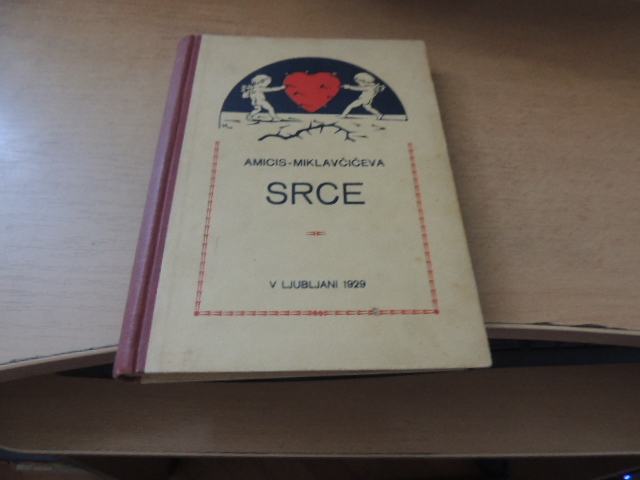 AMICIS-MIKLAVČIČEVA
SRCE
V LJUBLJANI 1929